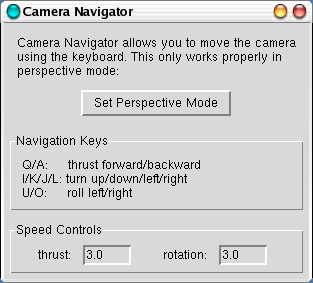 Camera Navigator
Camera Navigator allows you to move the camera
using the keyboard. This only works properly in
perspective mode:
Set Perspective Mode
Navigation Keys
Q/A: thrust forward/backward
I/K/J/L: turn up/down/left/right
U/O: roll left/right
Speed Controls
thrust: 3.0 rotation: 3.0